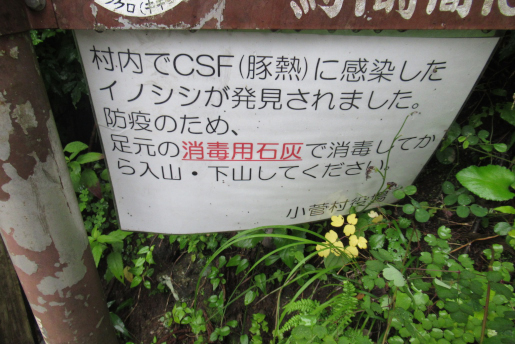 村内でCSF(豚熱)に感染した
イノシシが発見されました。
防疫のため、
足元の消毒用石灰で消毒してか
ら入山・下山してください
小菅村役場